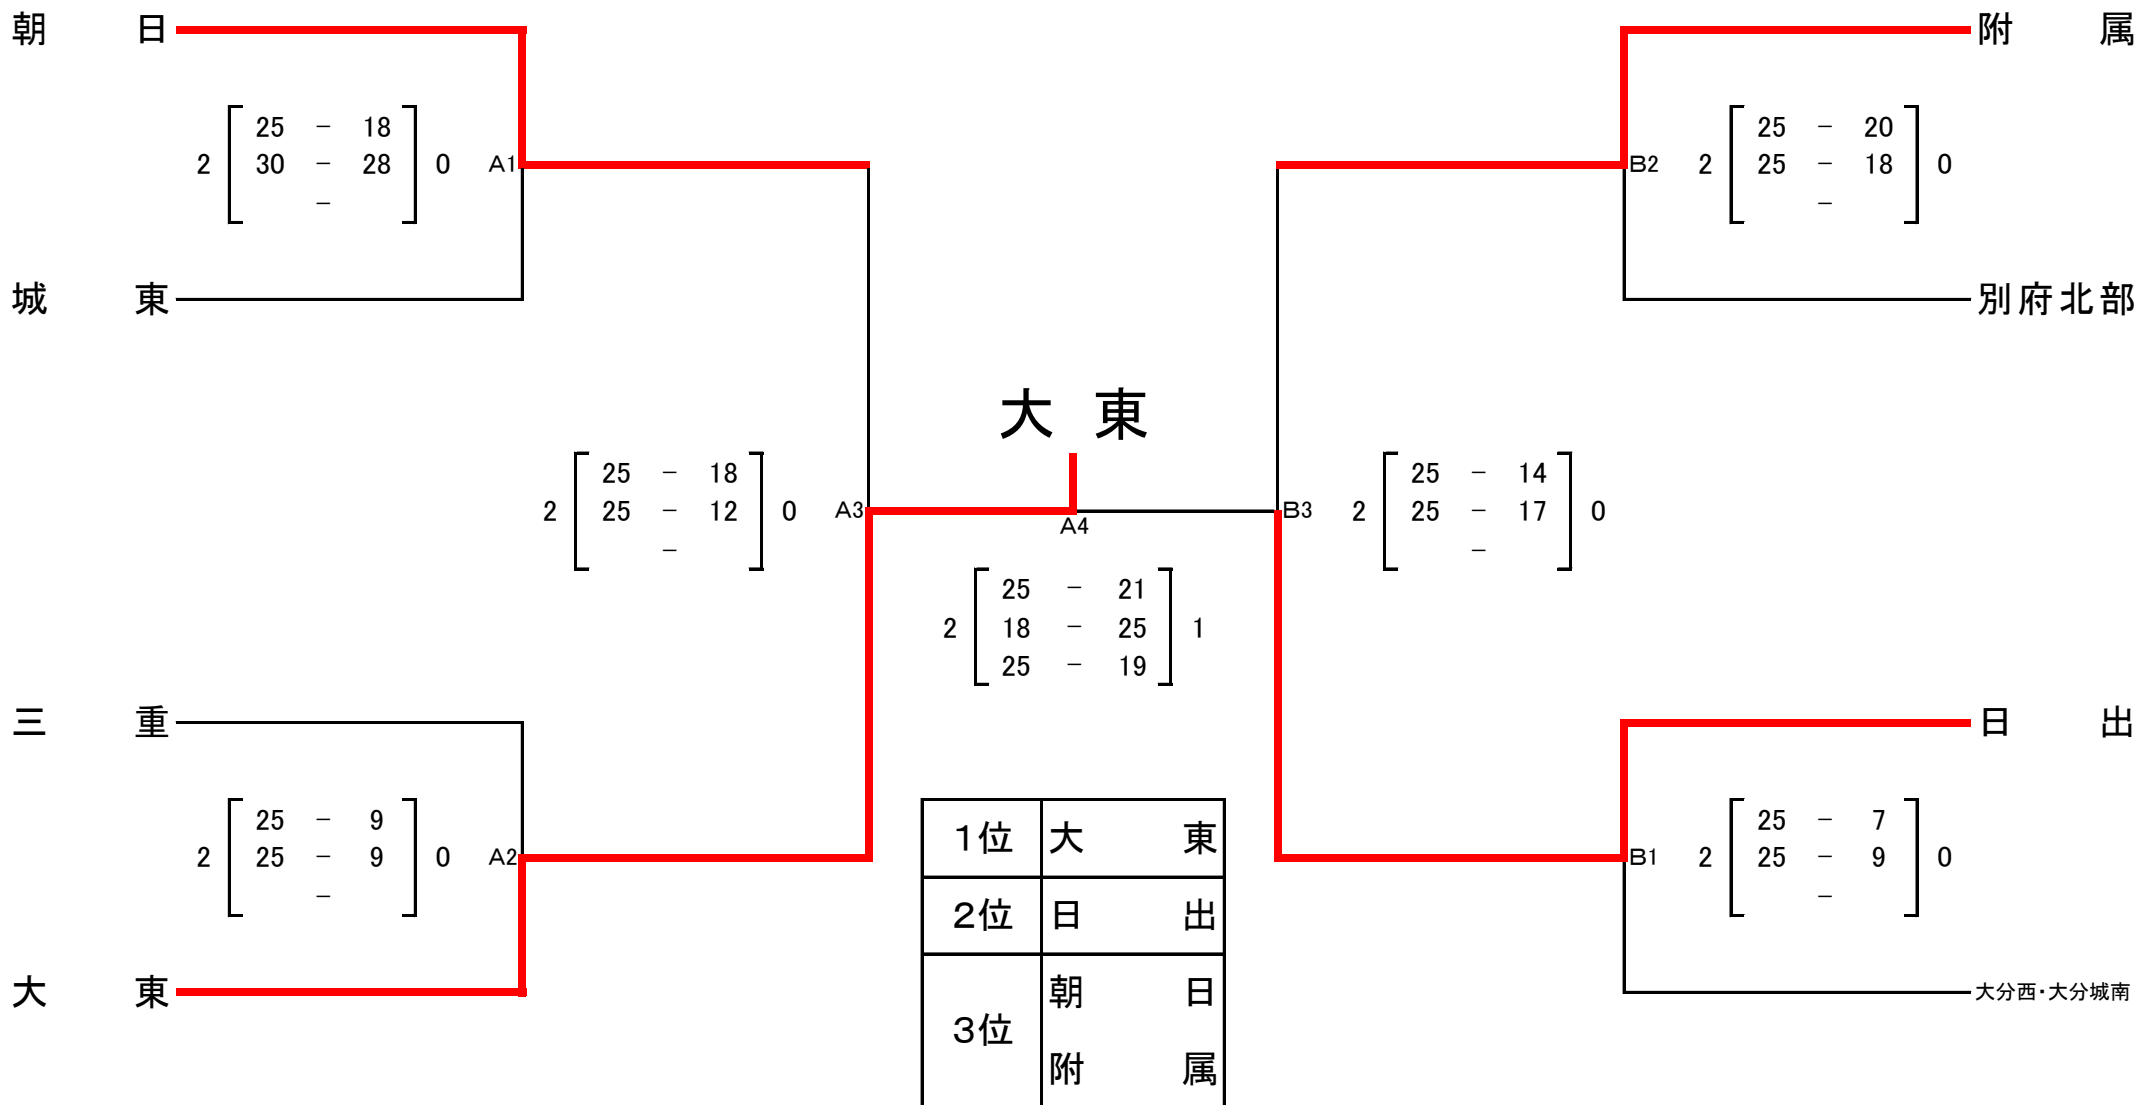 朝日
附属
25 - 18
2 30 - 28 0 A1
-
25 - 20
B2 2 25 - 18 0
-
城東
別府北部
大東
25 - 18
2 25 - 12 0 A3
-
25 - 14
B3 2 25 - 17 0
-
A4
25 - 21
2 18 - 25 1
25 - 19
三重
日出
25 - 9
2 25 - 9 0 A2
-
25 - 7
B1 2 25 - 9 0
-
大東
大分西・大分城南
1位 大東
2位 日出
3位 朝日
附属